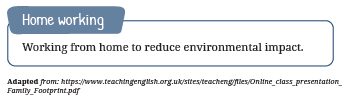 Home working
Working from home to reduce environmental impact.
Adapted from: https://www.teachingenglish.org.uk/sites/teacheng/files/Online_class_presentation_
Family_Footprint.pdf